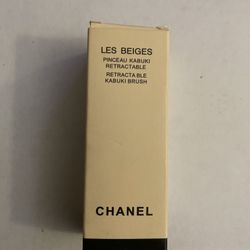 LES BEIGES
PINCEAU KABUKI
RETRACTABLE
RETRACTABLE
KABUKI BRUSH
CHANEL